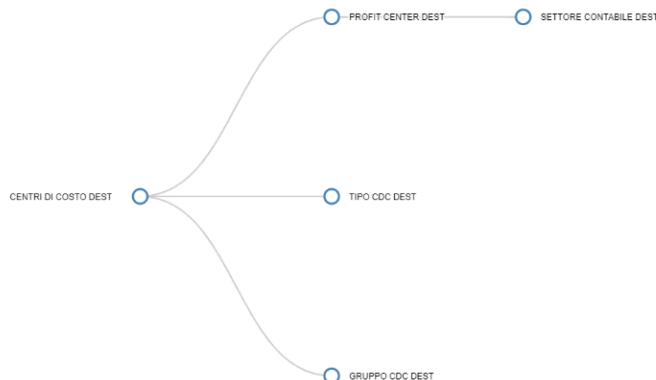 PROFIT CENTER DEST
SETTORE CONTABILE DEST
CENTRI DI COSTO DEST
TIPO CDC DEST
GRUPPO CDC DEST